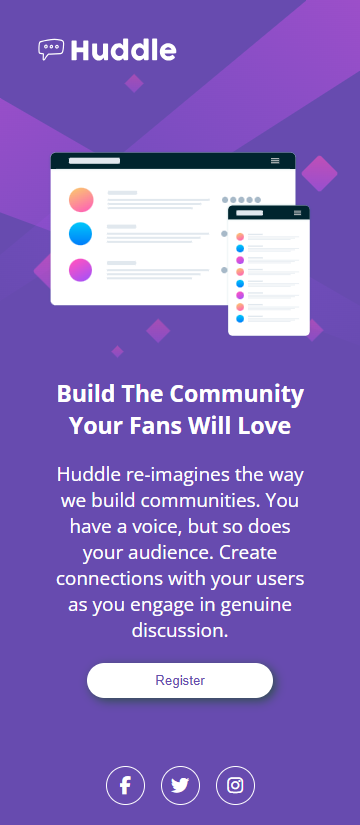 Huddle
Build The Community
Your Fans Will Love
Huddle re-imagines the way
we build communities. You
have a voice, but so does
your audience. Create
connections with your users
as you engage in genuine
discussion.
Register